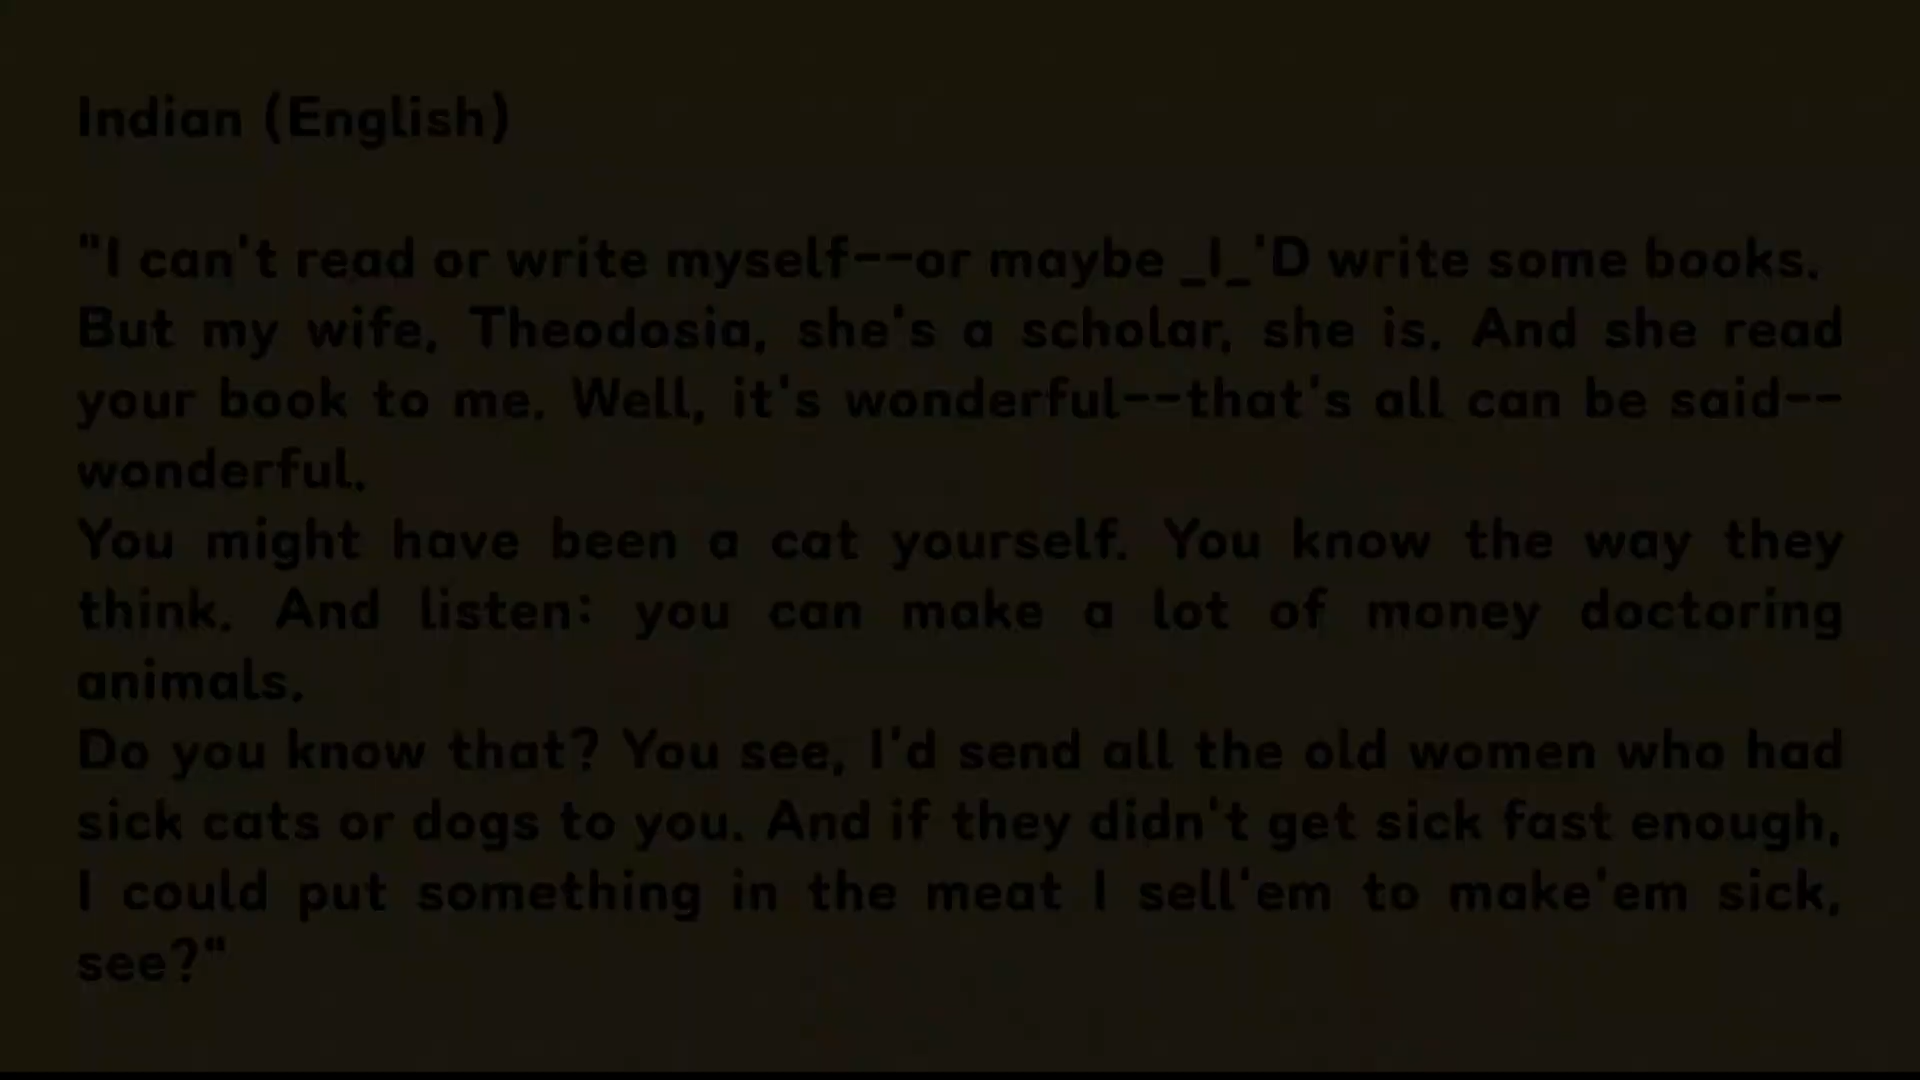 Indian (English)
"I can't read or write myself--or maybe _I_'D write some books.
But my wife, Theodosia, she's a scholar, she is. And she read
your book to me. Well, it's wonderful--that's all can be said--
wonderful.
You might have been a cat yourself. You know the way they
think. And listen: you can make a lot of money doctoring
animals.
Do you know that? You see, I'd send all the old women who had
sick cats or dogs to you. And if they didn't get sick fast enough,
I could put something in the meat I sell'em to make'em sick,
see?"